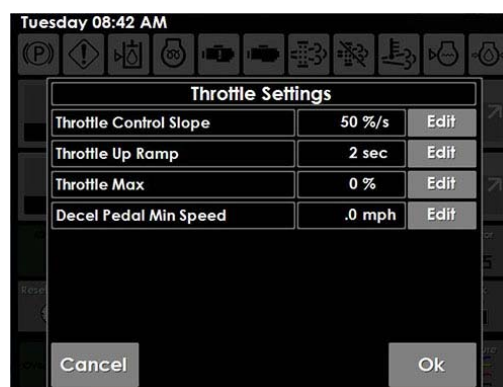 Tuesday 08:42 AM
(P)
Throttle Settings
Throttle Control Slope 50 %/s Edit
Throttle Up Ramp 2 sec Edit
Throttle Max 0 % Edit
Decel Pedal Min Speed .0 mph Edit
Cancel Ok